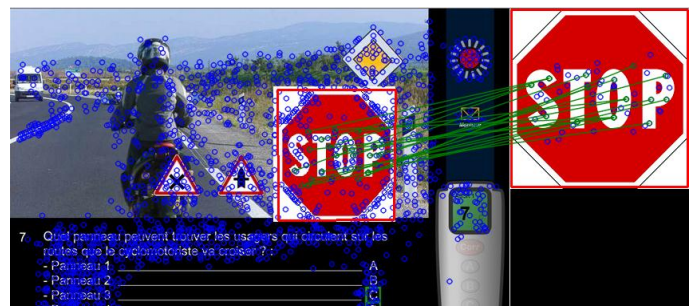 STOP
STOP
7
7 Quel panneau peuvent trouver les usagers qui circulent sur les
routes que le cyclomotoriste va croiser ? :
- Panneau 1 A
- Panneau 2 B
- Panneau 3 C